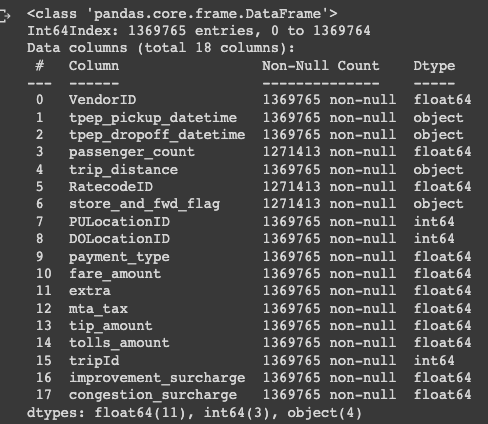 <class 'pandas.core.frame.DataFrame'>
Int64Index: 1369765 entries, 0 to 1369764
Data columns (total 18 columns):
 #   Column                 Non-Null Count    Dtype
---  ------                 --------------    -----
 0   VendorID               1369765 non-null  float64
 1   tpep_pickup_datetime   1369765 non-null  object
 2   tpep_dropoff_datetime  1369765 non-null  object
 3   passenger_count        1271413 non-null  float64
 4   trip_distance          1369765 non-null  object
 5   RatecodeID             1271413 non-null  float64
 6   store_and_fwd_flag     1271413 non-null  object
 7   PULocationID           1369765 non-null  int64
 8   DOLocationID           1369765 non-null  int64
 9   payment_type           1369765 non-null  float64
 10  fare_amount            1369765 non-null  float64
 11  extra                  1369765 non-null  float64
 12  mta_tax                1369765 non-null  float64
 13  tip_amount             1369765 non-null  float64
 14  tolls_amount           1369765 non-null  float64
 15  tripId                 1369765 non-null  int64
 16  improvement_surcharge  1369765 non-null  float64
 17  congestion_surcharge   1369765 non-null  float64
dtypes: float64(11), int64(3), object(4)